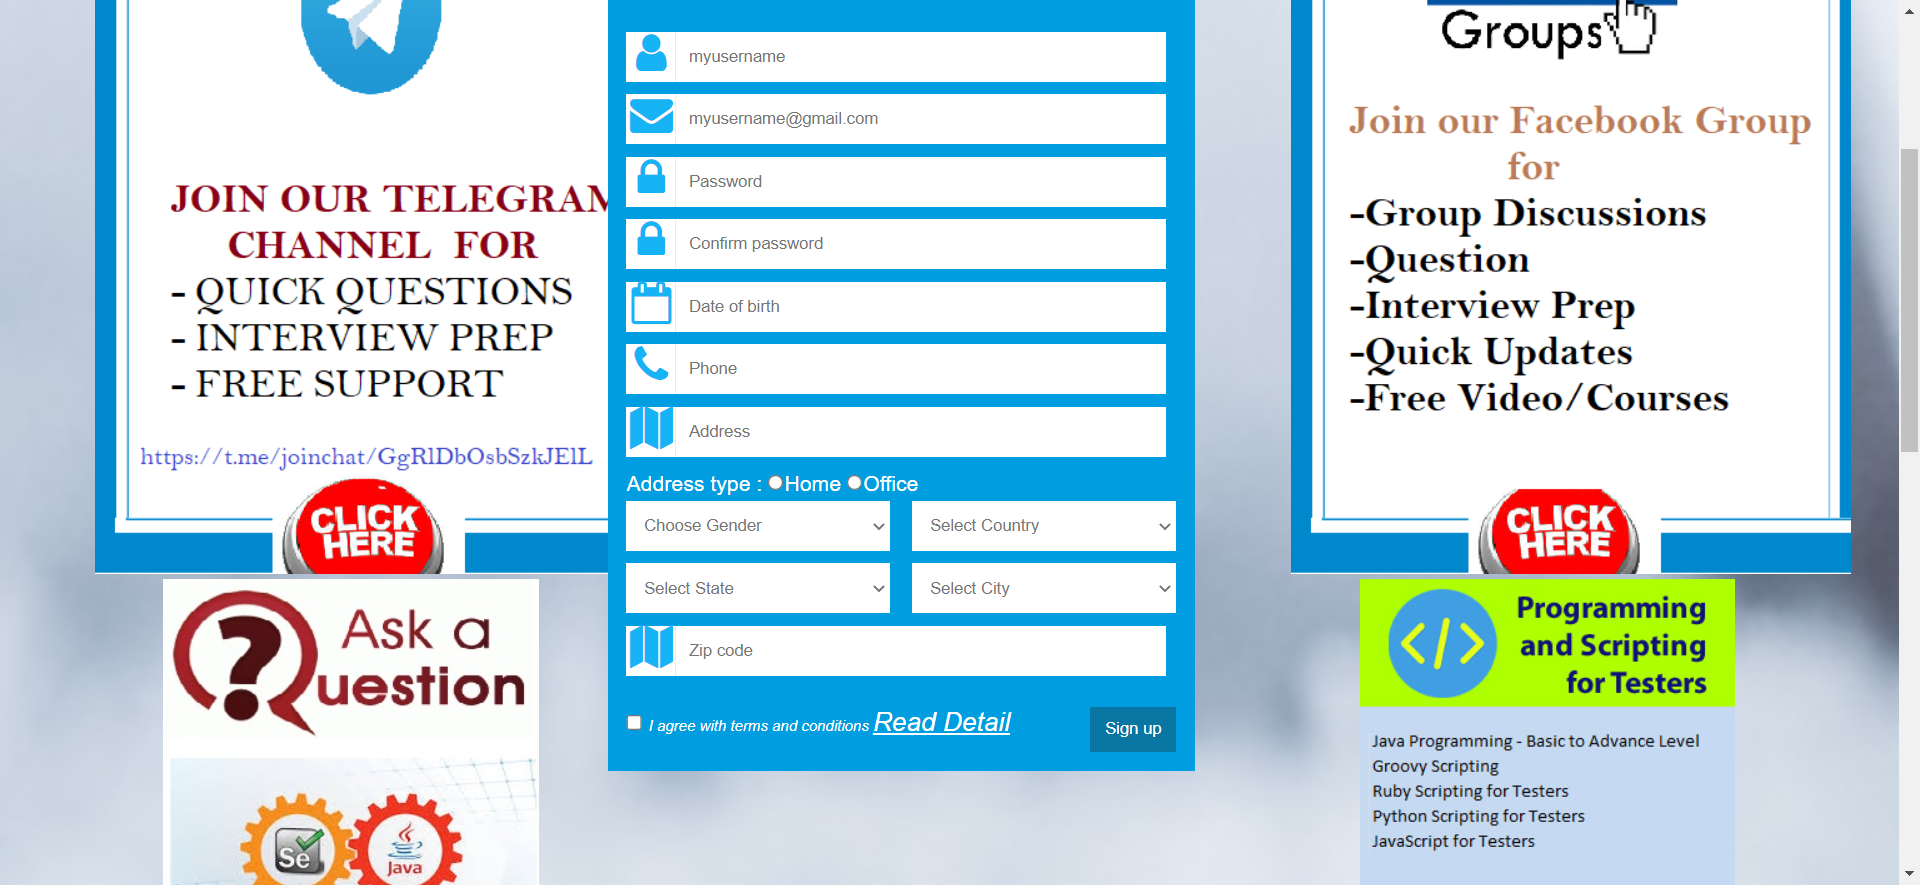 JOIN OUR TELEGRAM
CHANNEL FOR
- QUICK QUESTIONS
- INTERVIEW PREP
- FREE SUPPORT
https://t.me/joinchat/GgRlDbOsbSzkJElL
CLICK
HERE
Ask a
uestion
Se
Java
myusername
myusername@gmail.com
Password
Confirm password
Date of birth
Phone
Address
Address type : Home Office
Choose Gender Select Country
Select State Select City
Zip code
I agree with terms and conditions Read Detail Sign up
Groups
Join our Facebook Group
for
-Group Discussions
-Question
-Interview Prep
-Quick Updates
-Free Video/Courses
CLICK
HERE
Programming
and Scripting
for Testers
Java Programming - Basic to Advance Level
Groovy Scripting
Ruby Scripting for Testers
Python Scripting for Testers
JavaScript for Testers